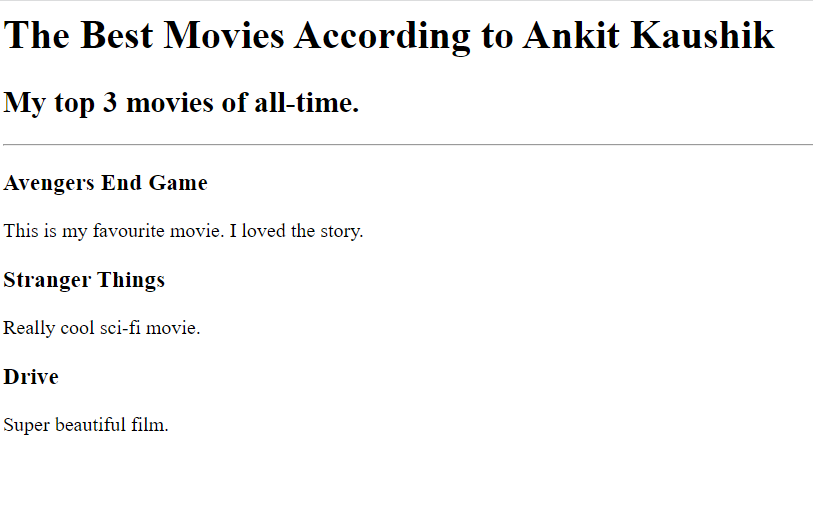 The Best Movies According to Ankit Kaushik
My top 3 movies of all-time.
Avengers End Game
This is my favourite movie. I loved the story.
Stranger Things
Really cool sci-fi movie.
Drive
Super beautiful film.